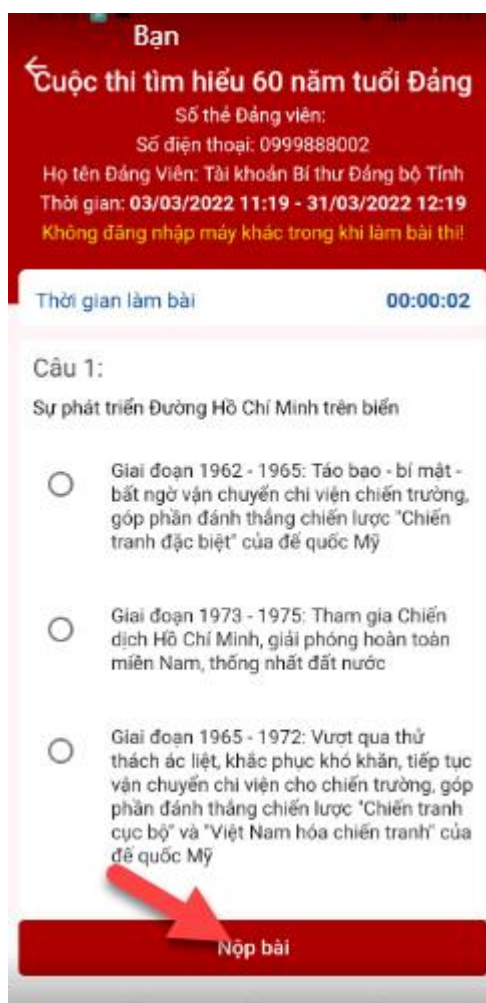 Bạn
Cuộc thi tìm hiểu 60 năm tuổi Đảng
Số thẻ Đảng viên:
Số điện thoại: 0999888002
Họ tên Đảng Viên: Tài khoản Bí thư Đảng bộ Tỉnh
Thời gian: 03/03/2022 11:19 - 31/03/2022 12:19
Không đăng nhập máy khác trong khi làm bài thi!
Thời gian làm bài 00:00:02
Câu 1:
Sự phát triển Đường Hồ Chí Minh trên biển
Giai đoạn 1962 - 1965: Táo bạo - bí mật -
bất ngờ vận chuyển chi viện chiến trường,
góp phần đánh thắng chiến lược "Chiến
tranh đặc biệt" của đế quốc Mỹ
Giai đoạn 1973 - 1975: Tham gia Chiến
dịch Hồ Chí Minh, giải phóng hoàn toàn
miền Nam, thống nhất đất nước
Giai đoạn 1965 - 1972: Vượt qua thử
thách ác liệt, khắc phục khó khăn, tiếp tục
vận chuyển chi viện cho chiến trường, góp
phần đánh thắng chiến lược "Chiến tranh
cục bộ" và "Việt Nam hóa chiến tranh" của
đế quốc Mỹ
Nộp bài